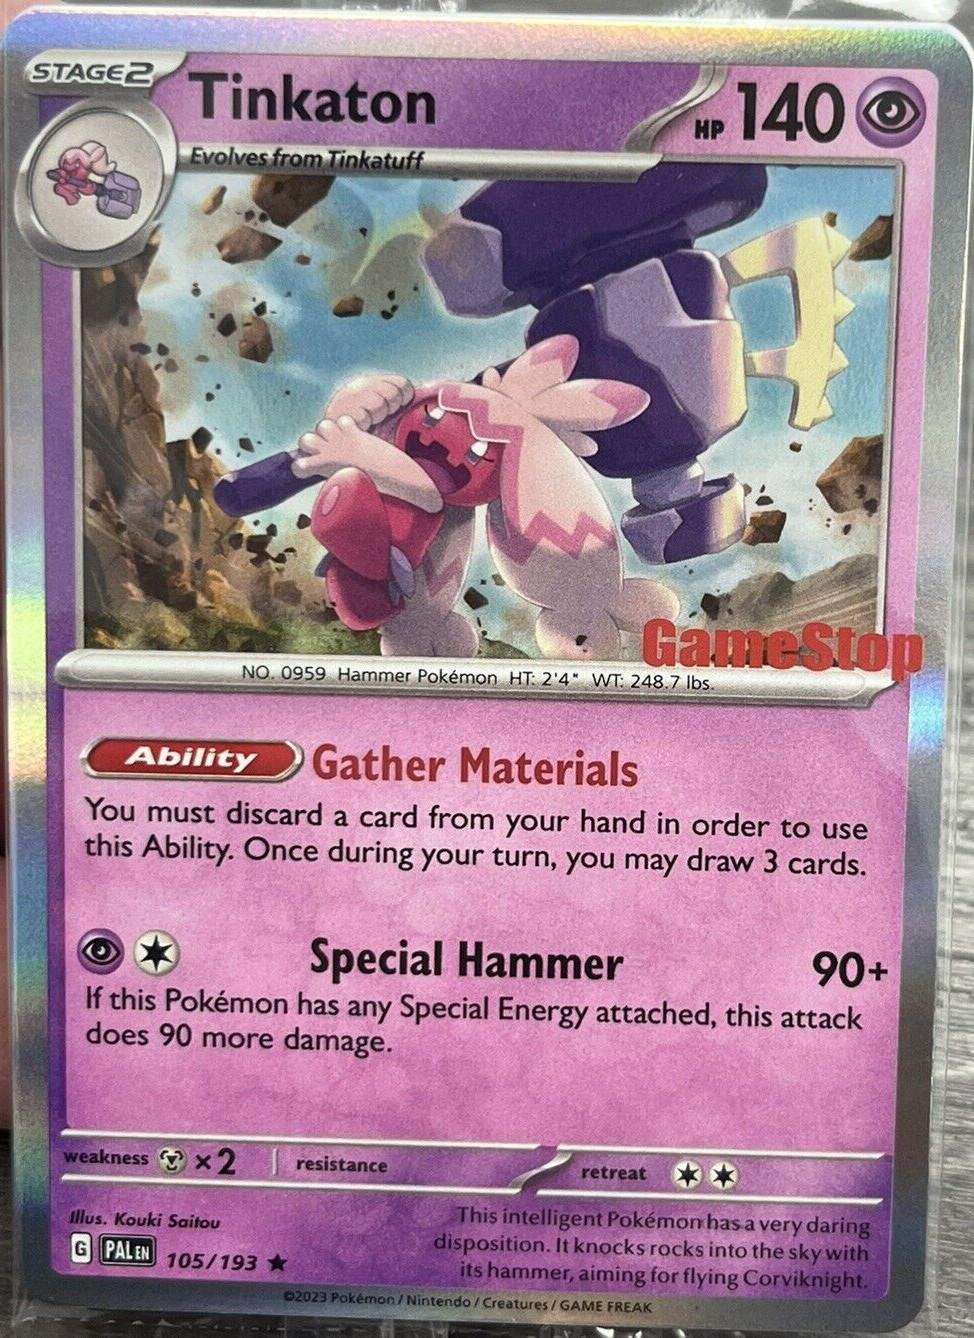 STAGE2
Tinkaton
HP 140
Evolves from Tinkatuff
GameStop
NO. 0959 Hammer Pokémon HT: 2'4" WT: 248.7 lbs.
Ability Gather Materials
You must discard a card from your hand in order to use
this Ability. Once during your turn, you may draw 3 cards.
Special Hammer 90+
If this Pokémon has any Special Energy attached, this attack
does 90 more damage.
weakness ×2 resistance retreat
Illus. Kouki Saitou
G PAL EN 105/193 ★
This intelligent Pokémon has a very daring
disposition. It knocks rocks into the sky with
its hammer, aiming for flying Corviknight.
©2023 Pokémon / Nintendo / Creatures / GAME FREAK